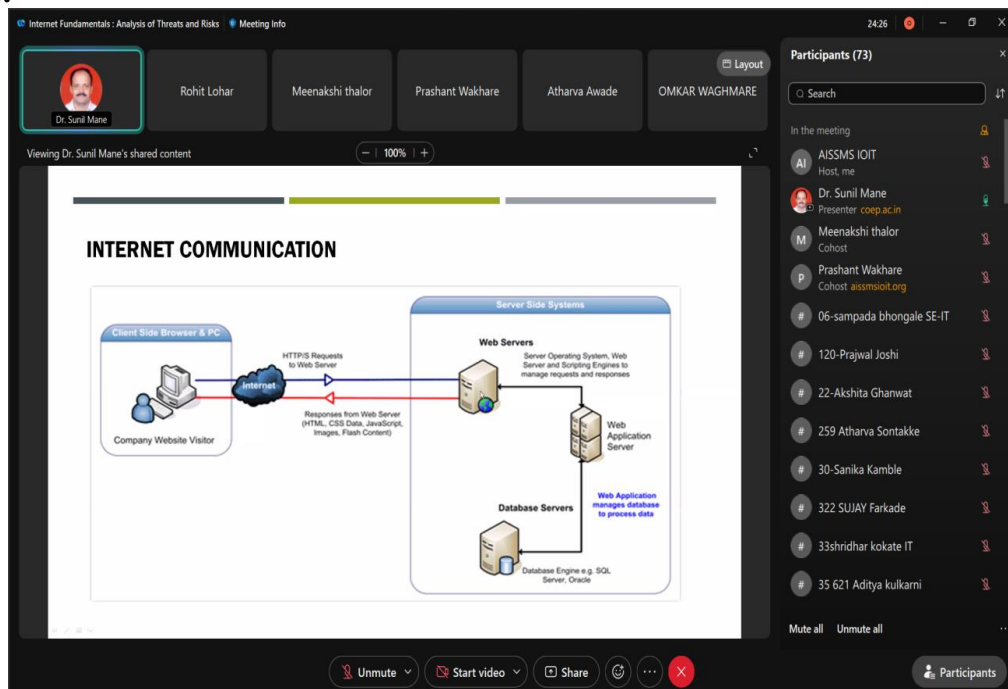 Internet Fundamentals : Analysis of Threats and Risks Meeting Info
24:26
Layout
Dr. Sunil Mane
Rohit Lohar
Meenakshi thalor
Prashant Wakhare
Atharva Awade
OMKAR WAGHMARE
Viewing Dr. Sunil Mane's shared content
100%
INTERNET COMMUNICATION
Client Side Browser & PC
Company Website Visitor
Internet
HTTP/S Requests
to Web Server
Responses from Web Server
(HTML, CSS Data, JavaScript,
Images, Flash Content)
Server Side Systems
Web Servers
Server Operating System, Web
Server and Scripting Engines to
manage requests and responses
Web
Application
Server
Web Application
manages database
to process data
Database Servers
Database Engine e.g. SQL
Server, Oracle
Participants (73)
Search
In the meeting
AI
AISSMS IOIT
Host, me
Dr. Sunil Mane
Presenter coep.ac.in
M
Meenakshi thalor
Cohost
P
Prashant Wakhare
Cohost aissmsioit.org
# 06-sampada bhongale SE-IT
# 120-Prajwal Joshi
# 22-Akshita Ghanwat
# 259 Atharva Sontakke
# 30-Sanika Kamble
# 322 SUJAY Farkade
# 33shridhar kokate IT
# 35 621 Aditya kulkarni
Mute all Unmute all
Unmute
Start video
Share
Participants